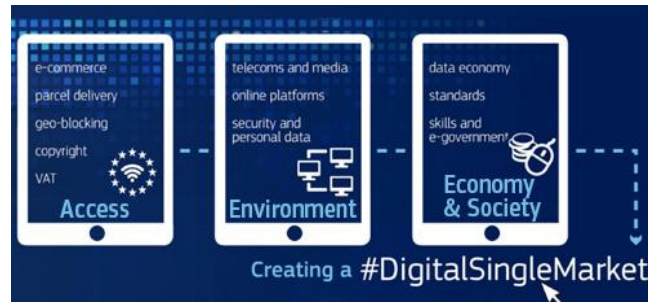 e-commerce
parcel delivery
geo-blocking
copyright
VAT
Access
telecoms and media
online platforms
security and
personal data
Environment
data economy
standards
skills and
e-government
Economy
& Society
Creating a #DigitalSingleMarket